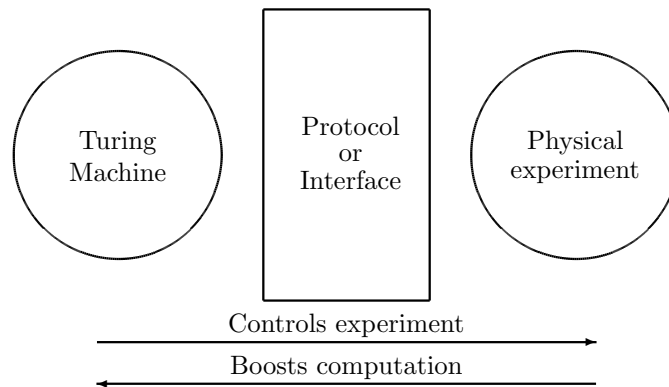 Turing
Machine
Protocol
or
Interface
Physical
experiment
Controls experiment
Boosts computation